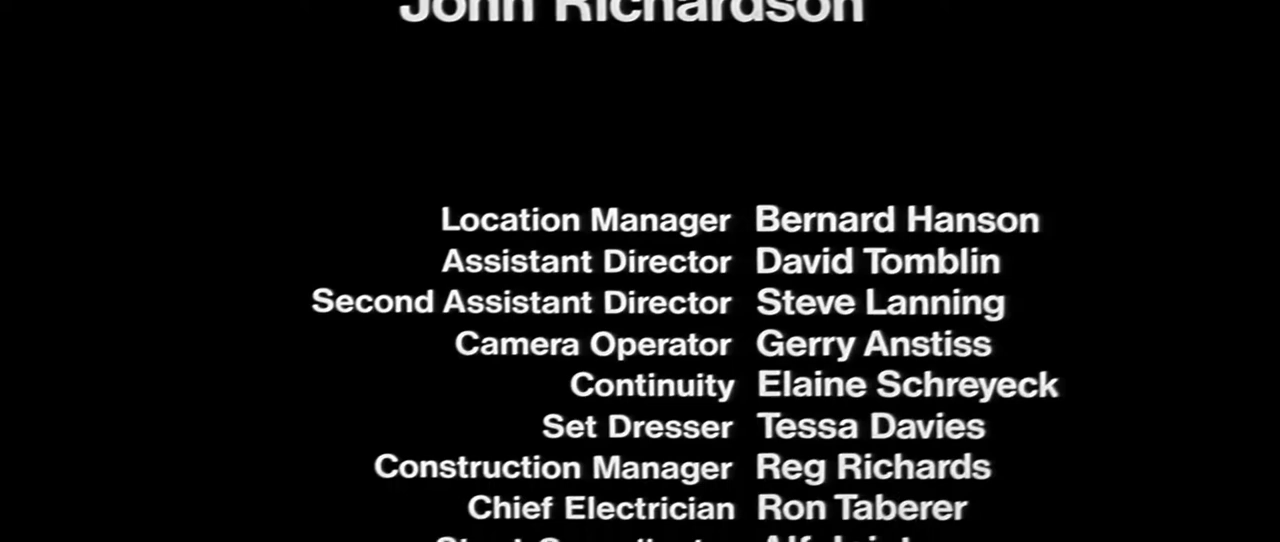 John Richardson
Location Manager Bernard Hanson
Assistant Director David Tomblin
Second Assistant Director Steve Lanning
Camera Operator Gerry Anstiss
Continuity Elaine Schreyeck
Set Dresser Tessa Davies
Construction Manager Reg Richards
Chief Electrician Ron Taberer